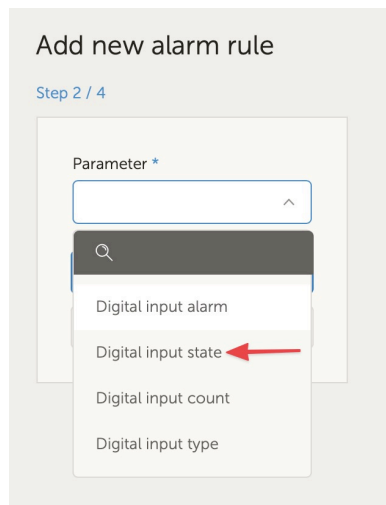 Add new alarm rule
Step 2 / 4
Parameter *
Digital input alarm
Digital input state
Digital input count
Digital input type